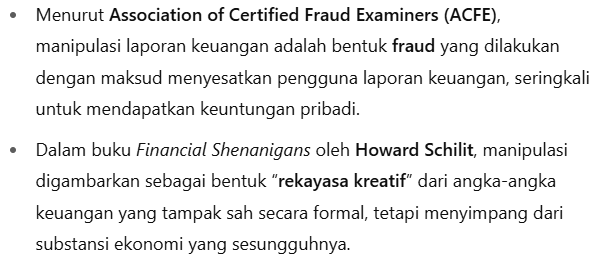 • Menurut Association of Certified Fraud Examiners (ACFE),
manipulasi laporan keuangan adalah bentuk fraud yang dilakukan
dengan maksud menyesatkan pengguna laporan keuangan, seringkali
untuk mendapatkan keuntungan pribadi.
• Dalam buku Financial Shenanigans oleh Howard Schilit, manipulasi
digambarkan sebagai bentuk “rekayasa kreatif” dari angka-angka
keuangan yang tampak sah secara formal, tetapi menyimpang dari
substansi ekonomi yang sesungguhnya.